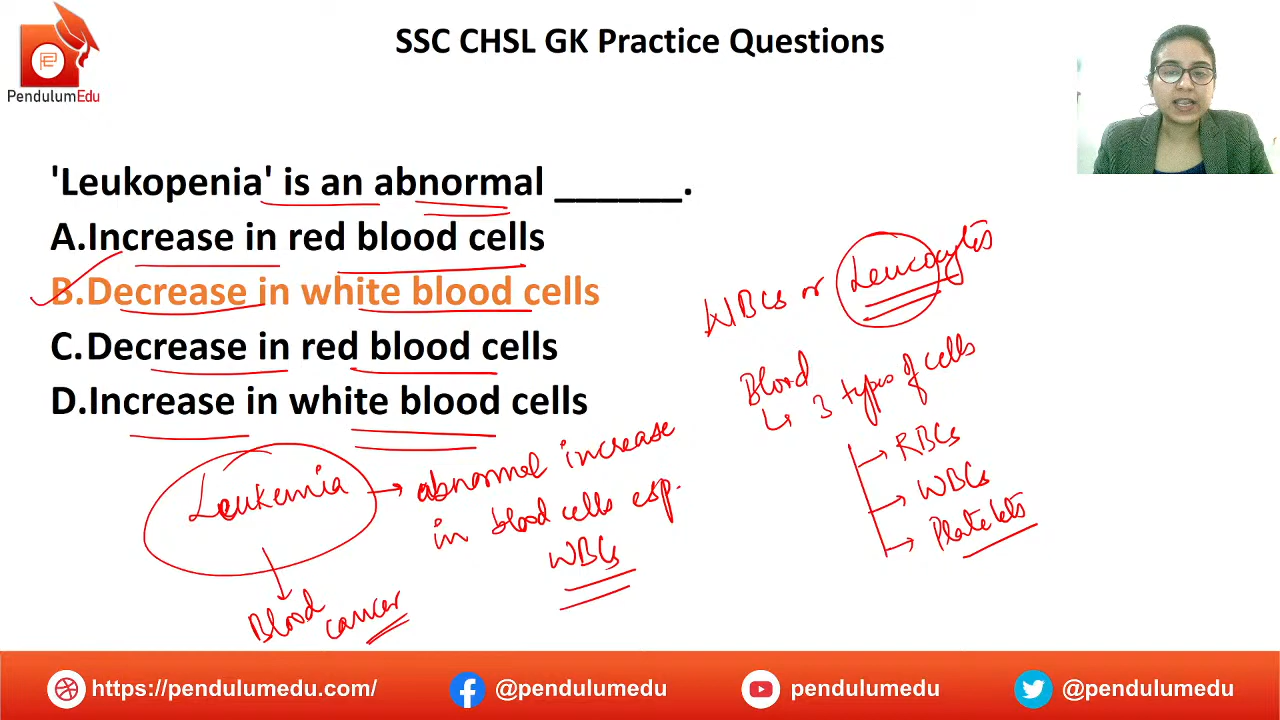 SSC CHSL GK Practice Questions
PE
PendulumEdu
'Leukopenia' is an abnormal ______.
A.Increase in red blood cells
B.Decrease in white blood cells
C.Decrease in red blood cells
D.Increase in white blood cells
WBCs or Leucocytes
Blood
↳ 3 types of cells
→ RBCs
→ WBCs
→ Platelets
Leukemia → abnormal increase
in blood cells esp.
WBCs
Blood
cancer
https://pendulumedu.com/
@pendulumedu
pendulumedu
@pendulumedu